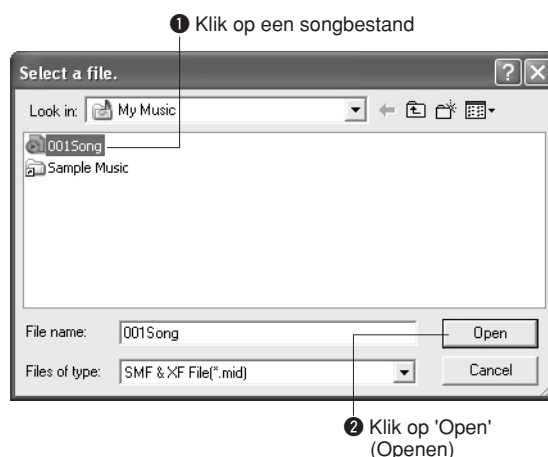 ❶ Klik op een songbestand
Select a file.
Look in: My Music
001Song
Sample Music
File name: 001Song Open
Files of type: SMF & XF File(*.mid) Cancel
❷ Klik op 'Open'
(Openen)